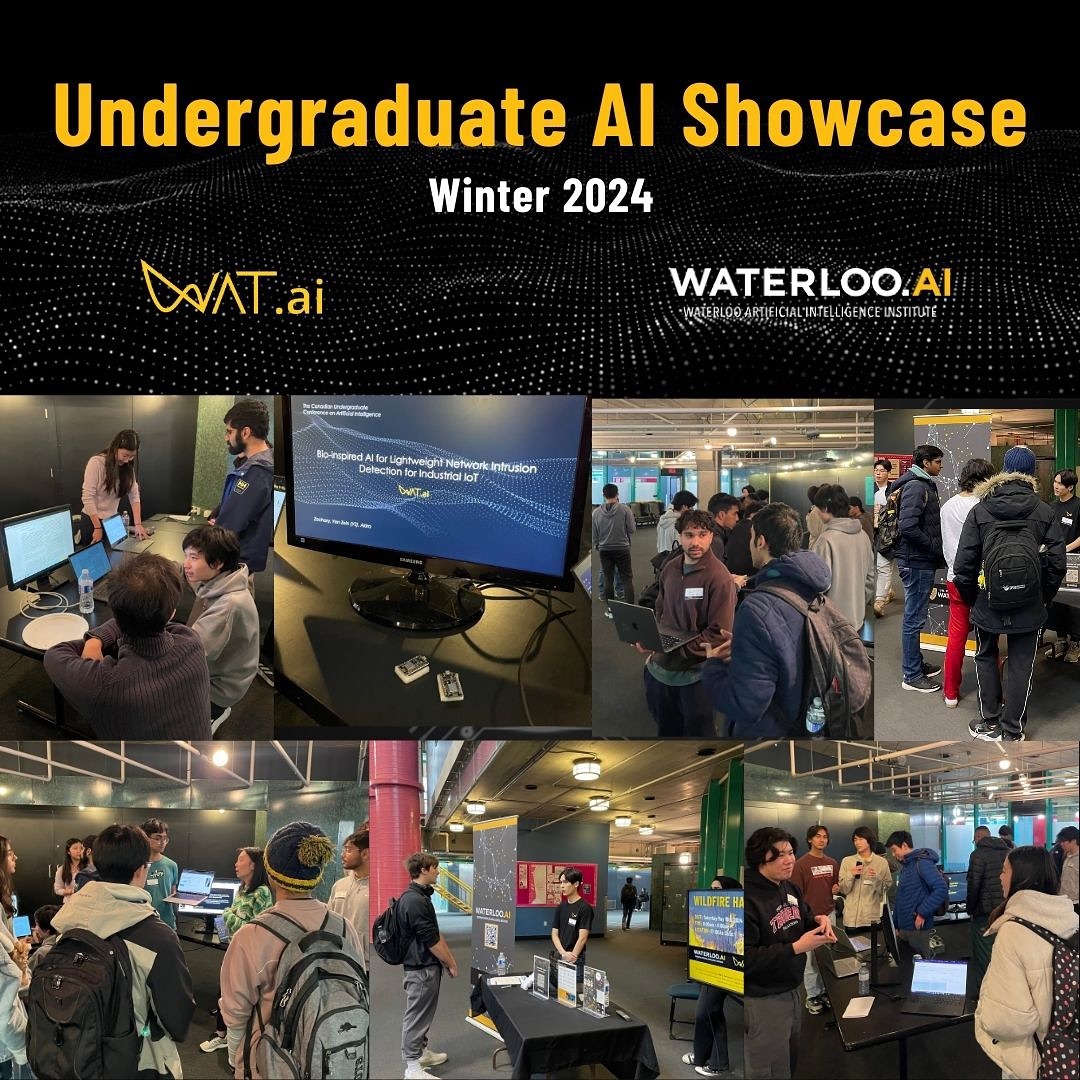 Undergraduate AI Showcase
Winter 2024
WAT.ai
WATERLOO.AI
WATERLOO ARTIFICIAL INTELLIGENCE INSTITUTE
The Canadian Undergraduate
Conference on Artificial Intelligence
Bio-inspired AI for Lightweight Network Intrusion
Detection for Industrial IoT
WAT.ai
SAMSUNG
WATERLOO.AI
WILDFIRE HA
WATERLOO.AI